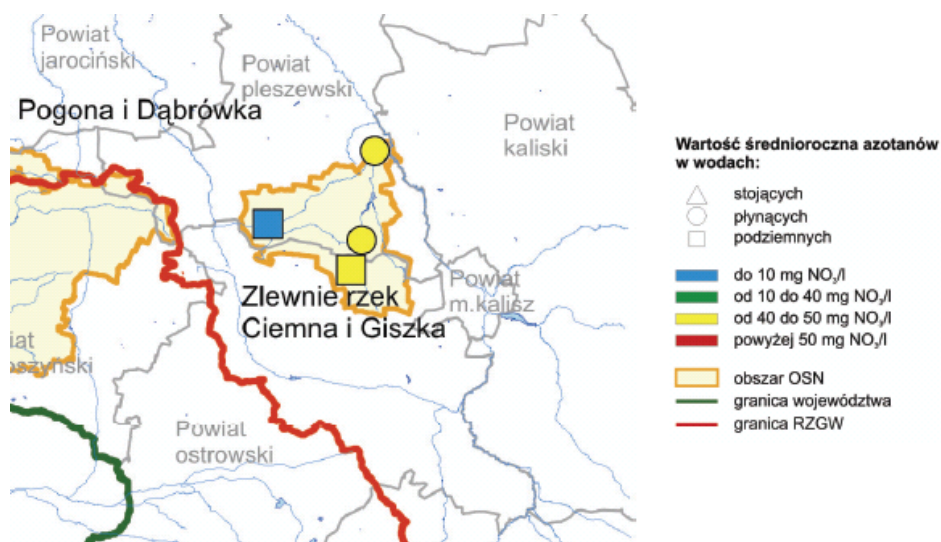 Powiat
jarociński
Powiat
pleszewski
Pogona i Dąbrówka
Powiat
kaliski
Zlewnie rzek
Ciemna i Giszka
Powiat
m.kalisz
Powiat
ostrowski
Wartość średnioroczna azotanów
w wodach:
stojących
płynących
podziemnych
do 10 mg NO₃/l
od 10 do 40 mg NO₃/l
od 40 do 50 mg NO₃/l
powyżej 50 mg NO₃/l
obszar OSN
granica województwa
granica RZGW